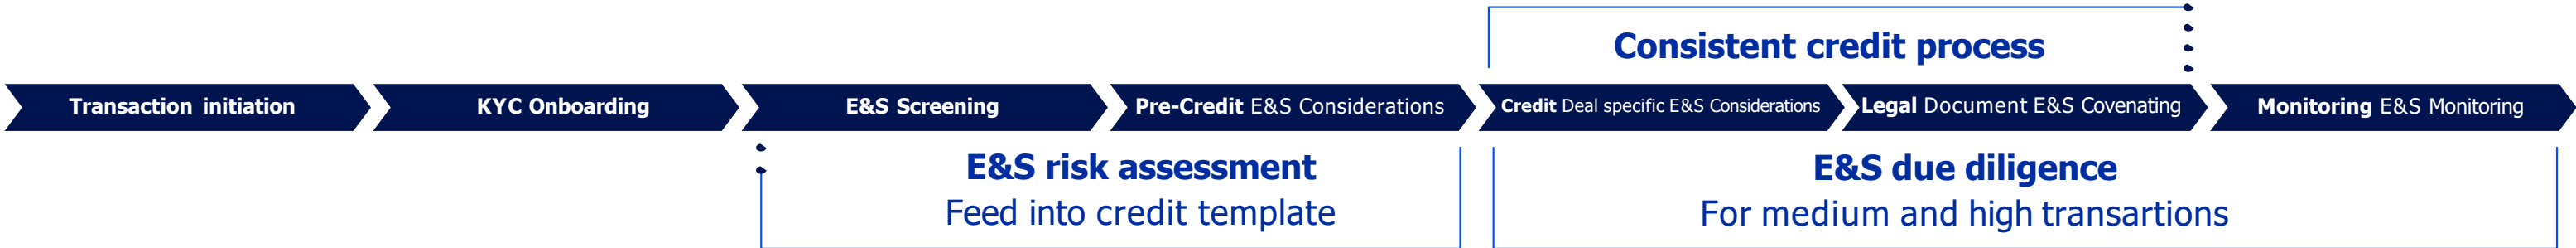 Consistent credit process
Transaction initiation
KYC Onboarding
E&S Screening
Pre-Credit E&S Considerations
Credit Deal specific E&S Considerations
Legal Document E&S Covenating
Monitoring E&S Monitoring
E&S risk assessment
Feed into credit template
E&S due diligence
For medium and high transartions